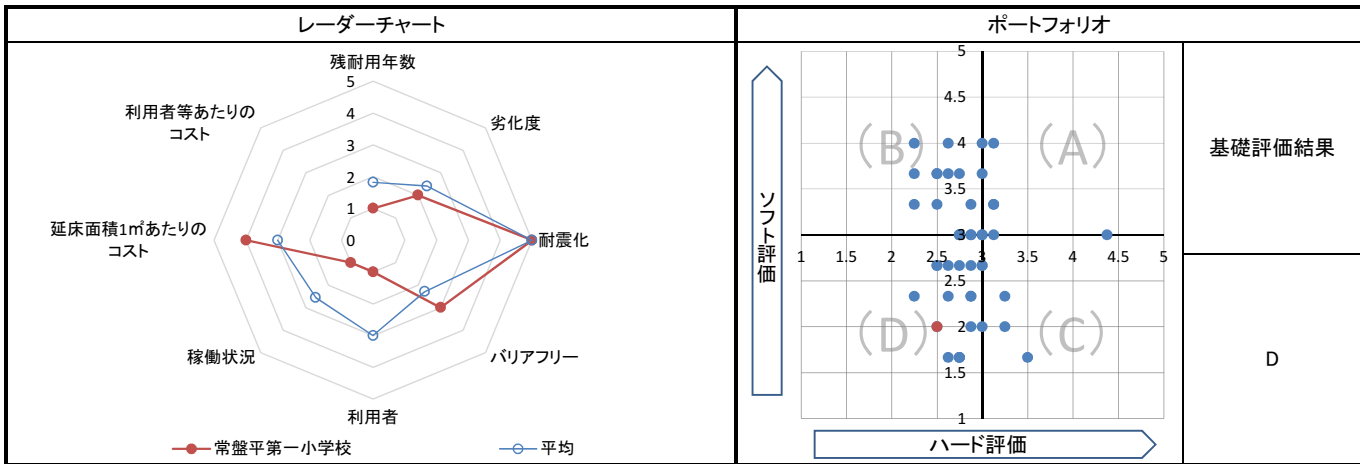 レーダーチャート
残耐用年数
5
4
3
2
1
0
劣化度
耐震化
バリアフリー
利用者
稼働状況
延床面積1㎡あたりの
コスト
利用者等あたりの
コスト
常盤平第一小学校
平均
ポートフォリオ
ソフト評価
5
4.5
4
3.5
3
2.5
2
1.5
1
1 1.5 2 2.5 3 3.5 4 4.5 5
(B)
(A)
(D)
(C)
ハード評価
基礎評価結果
D